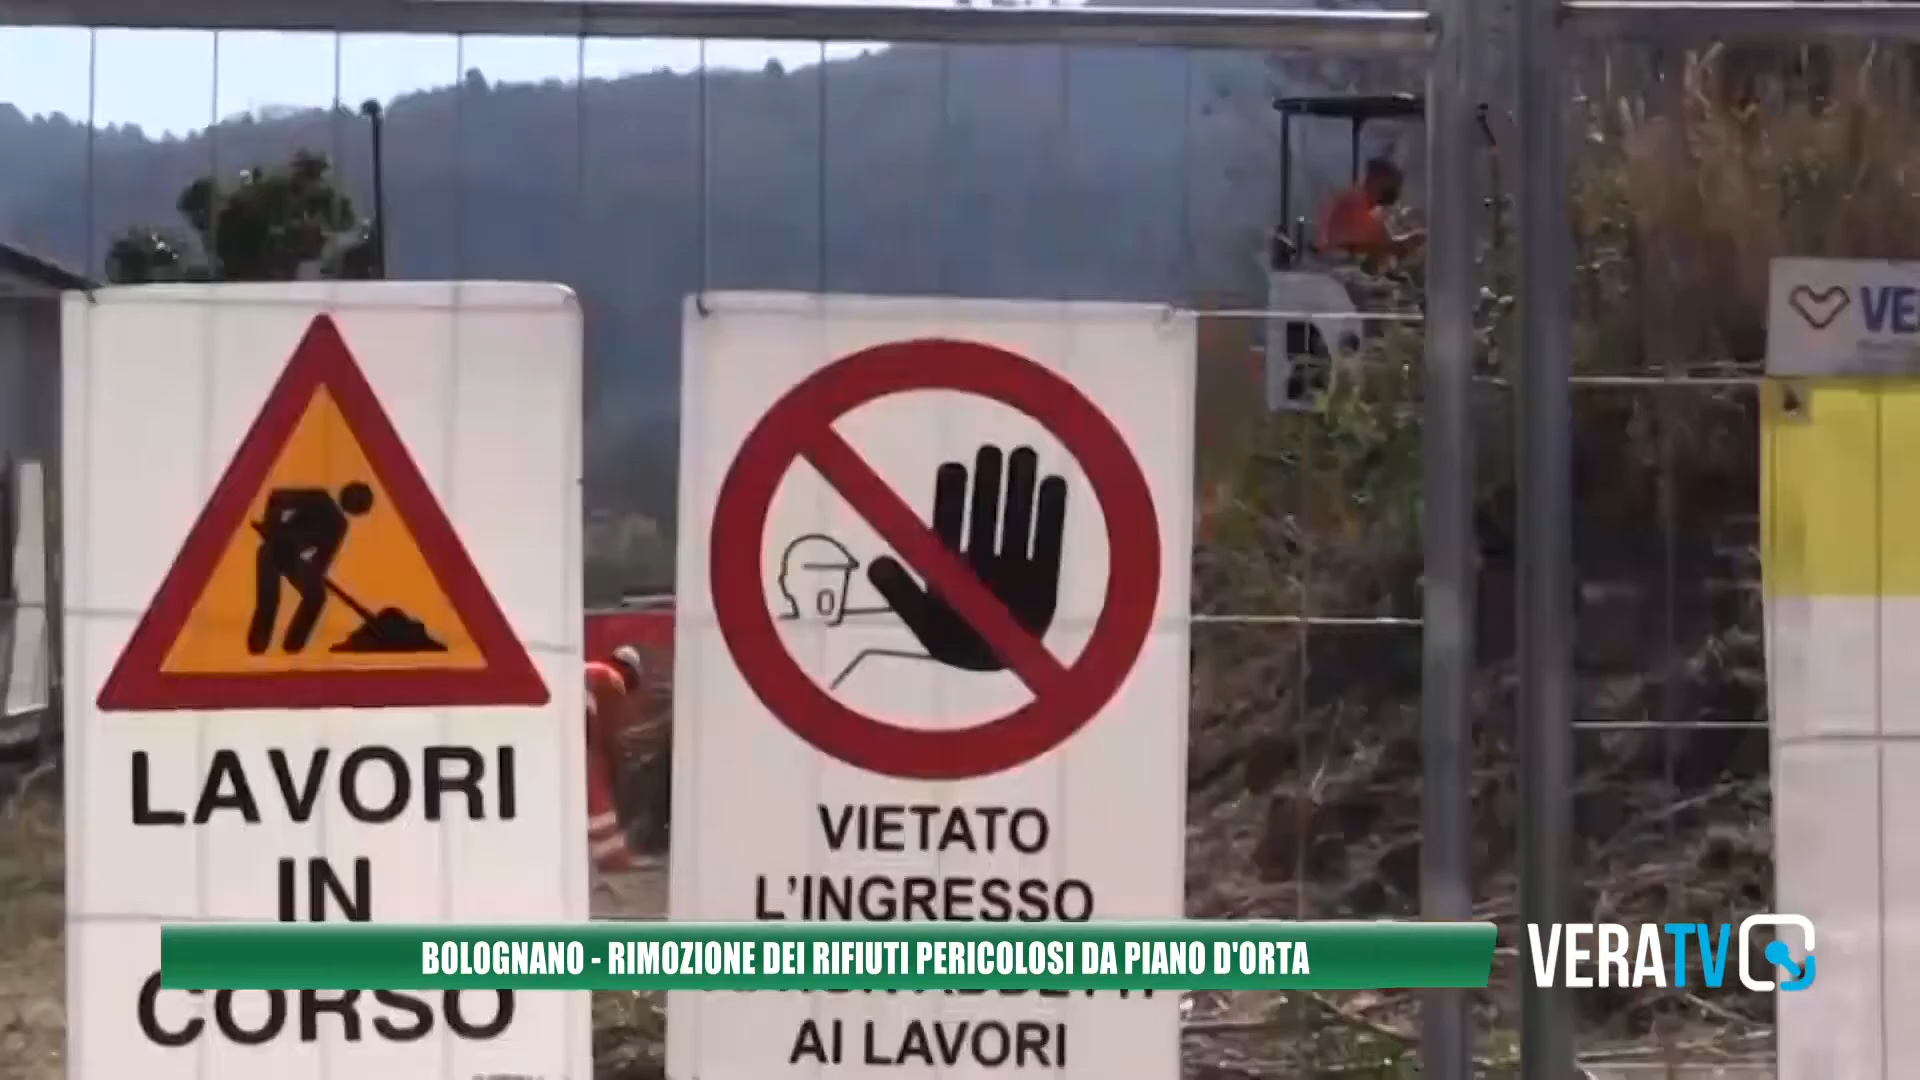 LAVORI
IN
CORSO
VIETATO
L'INGRESSO
AI LAVORI
VE
BOLOGNANO - RIMOZIONE DEI RIFIUTI PERICOLOSI DA PIANO D'ORTA
VERATV